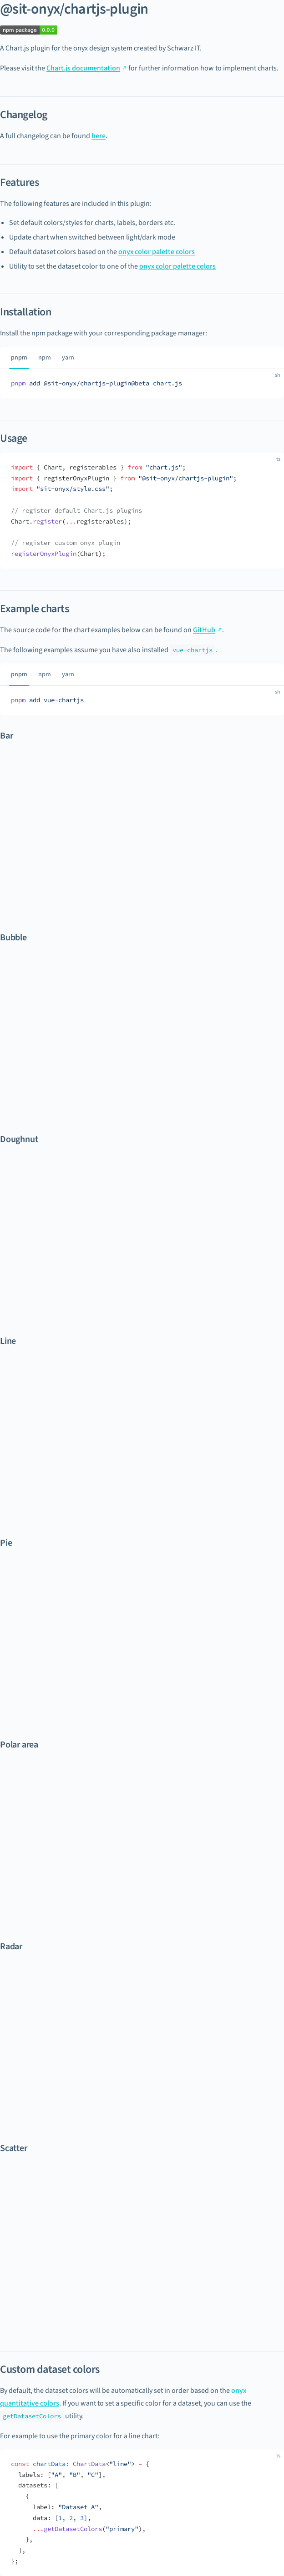 @sit-onyx/chartjs-plugin
npm package 0.0.0
A Chart.js plugin for the onyx design system created by Schwarz IT.
Please visit the Chart.js documentation ↗ for further information how to implement charts.
Changelog
A full changelog can be found here.
Features
The following features are included in this plugin:
• Set default colors/styles for charts, labels, borders etc.
• Update chart when switched between light/dark mode
• Default dataset colors based on the onyx color palette colors
• Utility to set the dataset color to one of the onyx color palette colors
Installation
Install the npm package with your corresponding package manager:
pnpm npm yarn
sh
pnpm add @sit-onyx/chartjs-plugin@beta chart.js
Usage
ts
import { Chart, registerables } from "chart.js";
import { registerOnyxPlugin } from "@sit-onyx/chartjs-plugin";
import "sit-onyx/style.css";
// register default Chart.js plugins
Chart.register(...registerables);
// register custom onyx plugin
registerOnyxPlugin(Chart);
Example charts
The source code for the chart examples below can be found on GitHub ↗.
The following examples assume you have also installed vue-chartjs.
pnpm npm yarn
sh
pnpm add vue-chartjs
Bar
Bubble
Doughnut
Line
Pie
Polar area
Radar
Scatter
Custom dataset colors
By default, the dataset colors will be automatically set in order based on the onyx
quantitative colors. If you want to set a specific color for a dataset, you can use the
getDatasetColors utility.
For example to use the primary color for a line chart:
ts
const chartData: ChartData<"line"> = {
labels: ["A", "B", "C"],
datasets: [
{
label: "Dataset A",
data: [1, 2, 3],
...getDatasetColors("primary"),
},
],
};